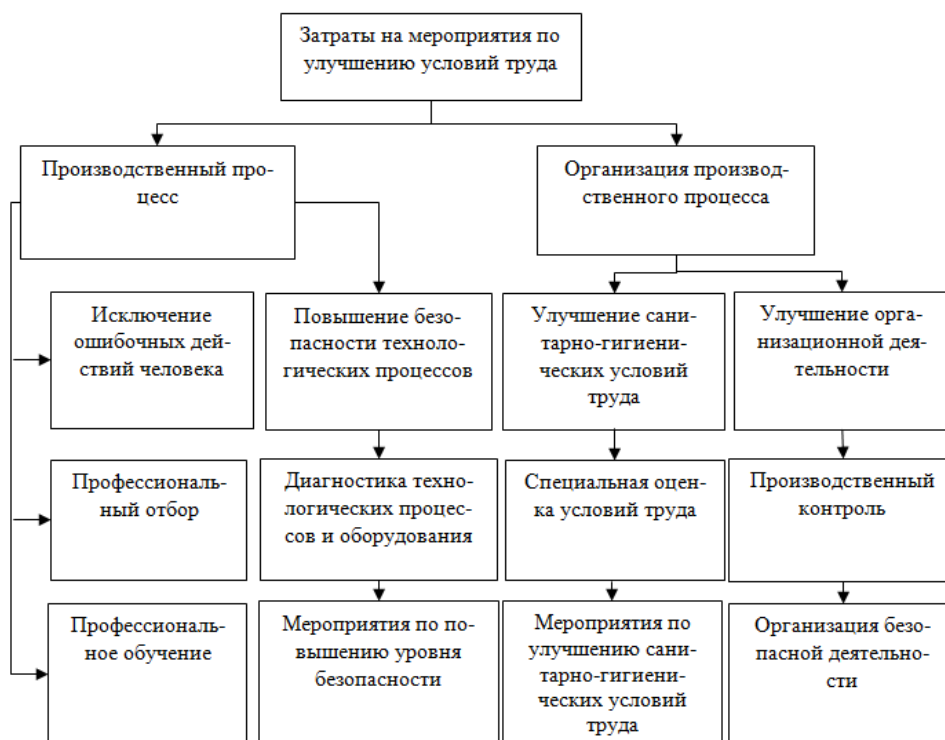 Затраты на мероприятия по
улучшению условий труда
Производственный про-
цесс
Организация производ-
ственного процесса
Исключение
ошибочных дей-
ствий человека
Повышение безо-
пасности техноло-
гических процессов
Улучшение сани-
тарно-гигиени-
ческих условий
труда
Улучшение орга-
низационной дея-
тельности
Профессиональ-
ный отбор
Диагностика техно-
логических процес-
сов и оборудования
Специальная оцен-
ка условий труда
Производственный
контроль
Профессиональ-
ное обучение
Мероприятия по по-
вышению уровня
безопасности
Мероприятия по
улучшению сани-
тарно-гигиени-
ческих условий
труда
Организация безо-
пасной деятельно-
сти